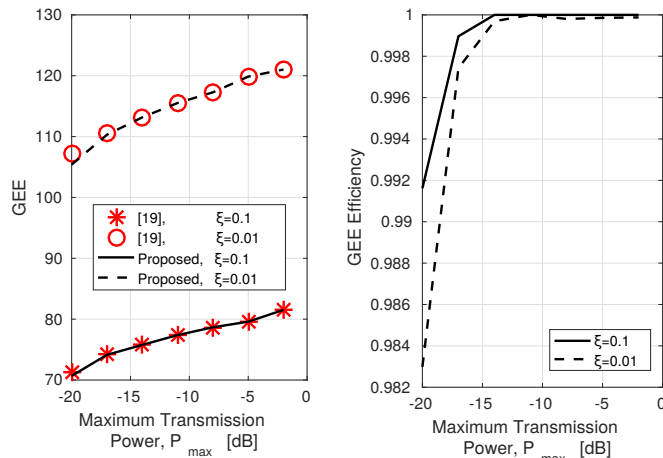 130
120
110
100
90
80
70
GEE
[19], ξ=0.1
[19], ξ=0.01
Proposed, ξ=0.1
Proposed, ξ=0.01
-20 -15 -10 -5 0
Maximum Transmission
Power, P max [dB]
1
0.998
0.996
0.994
0.992
0.99
0.988
0.986
0.984
0.982
GEE Efficiency
ξ=0.1
ξ=0.01
-20 -15 -10 -5 0
Maximum Transmission
Power, P max [dB]